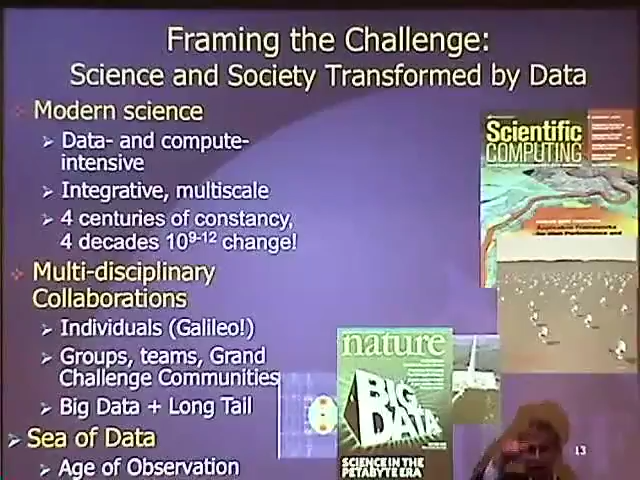 Framing the Challenge:
Science and Society Transformed by Data
Modern science
Data- and compute-
intensive
Integrative, multiscale
4 centuries of constancy,
4 decades 10⁹⁻¹² change!
Multi-disciplinary
Collaborations
Individuals (Galileo!)
Groups, teams, Grand
Challenge Communities
Big Data + Long Tail
Sea of Data
Age of Observation
Scientific
COMPUTING
nature
BIG
DATA
SCIENCE IN THE
PETABYTE ERA
13